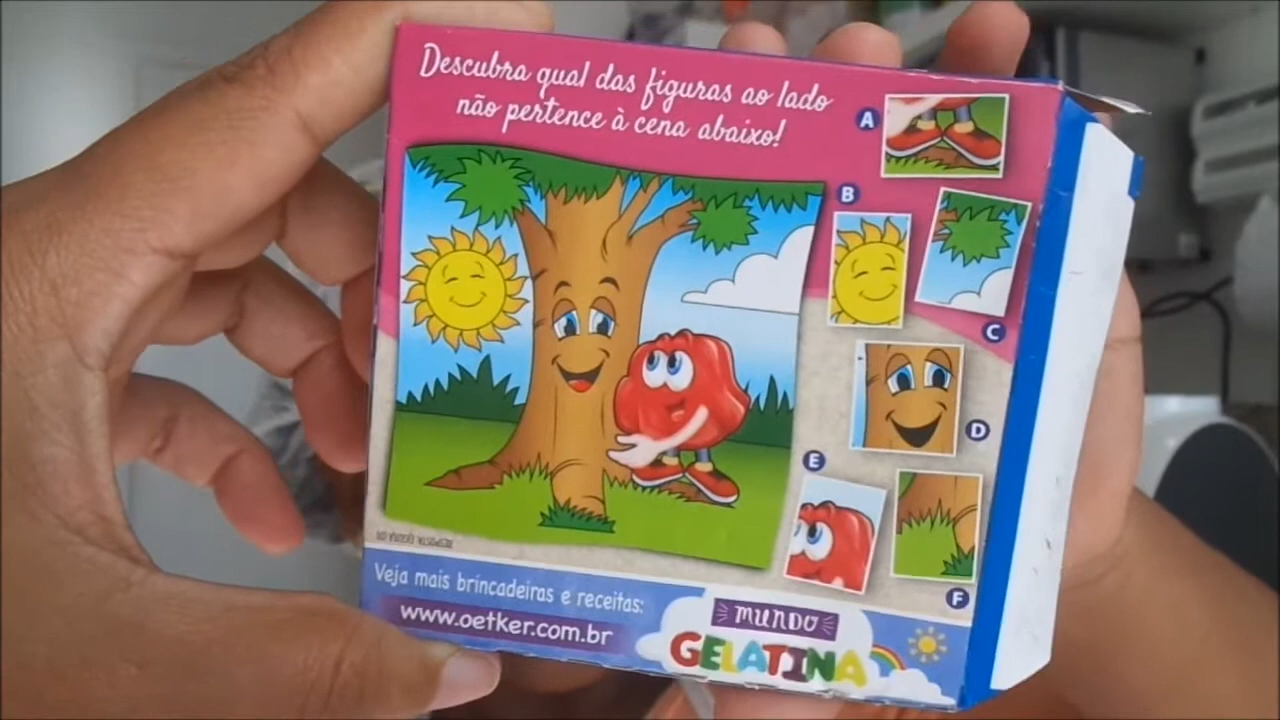 Descubra qual das figuras ao lado
não pertence à cena abaixo!
A
B
C
D
E
F
Veja mais brincadeiras e receitas:
www.oetker.com.br
MUNDO
GELATINA